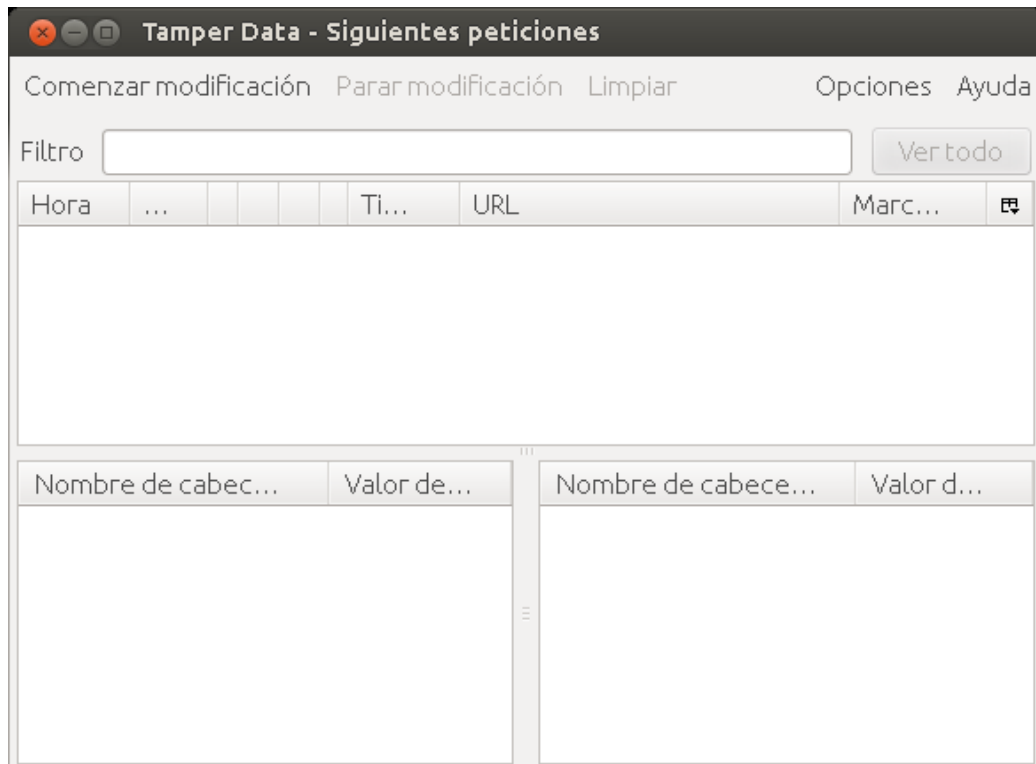 Tamper Data - Siguientes peticiones
Comenzar modificación Parar modificación Limpiar Opciones Ayuda
Filtro Ver todo
Hora ... Ti... URL Marc...
Nombre de cabec... Valor de... Nombre de cabece... Valor d...